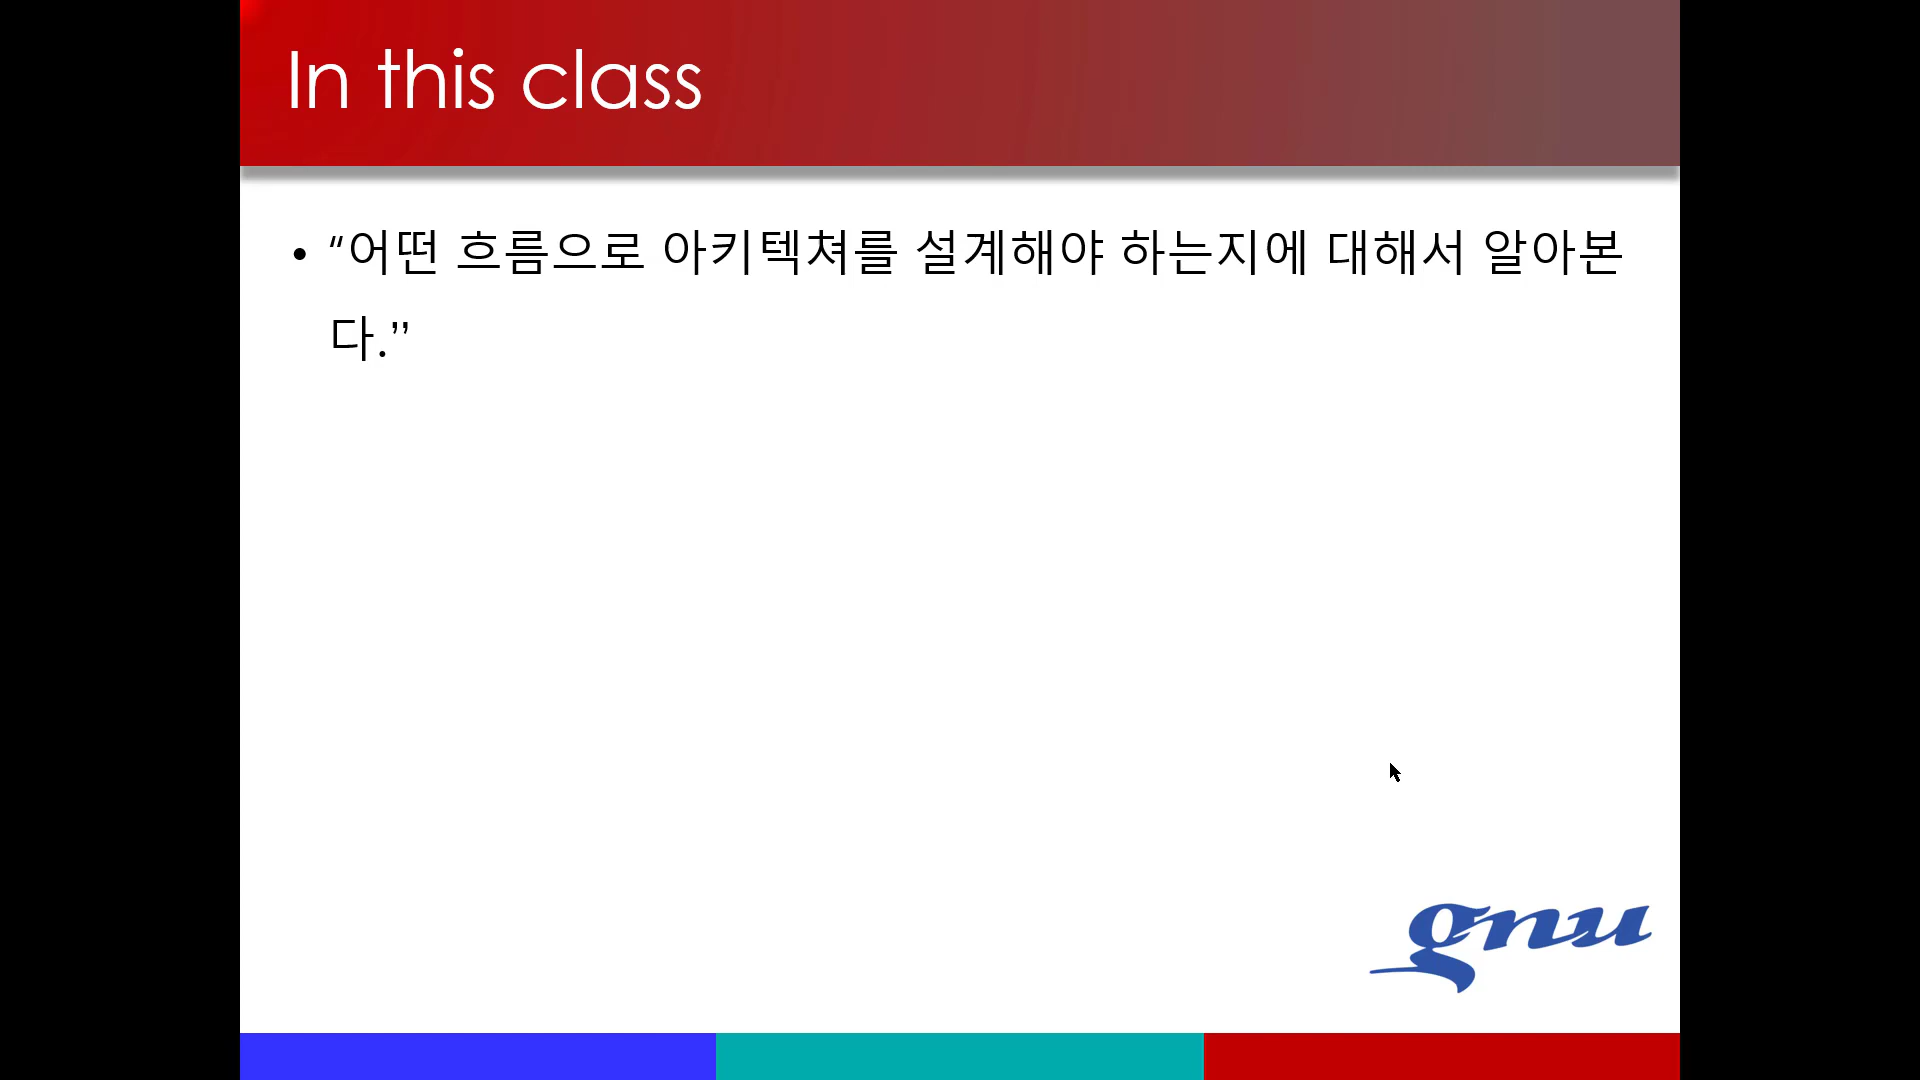 In this class
• “어떤 흐름으로 아키텍쳐를 설계해야 하는지에 대해서 알아본
다.”
gnu